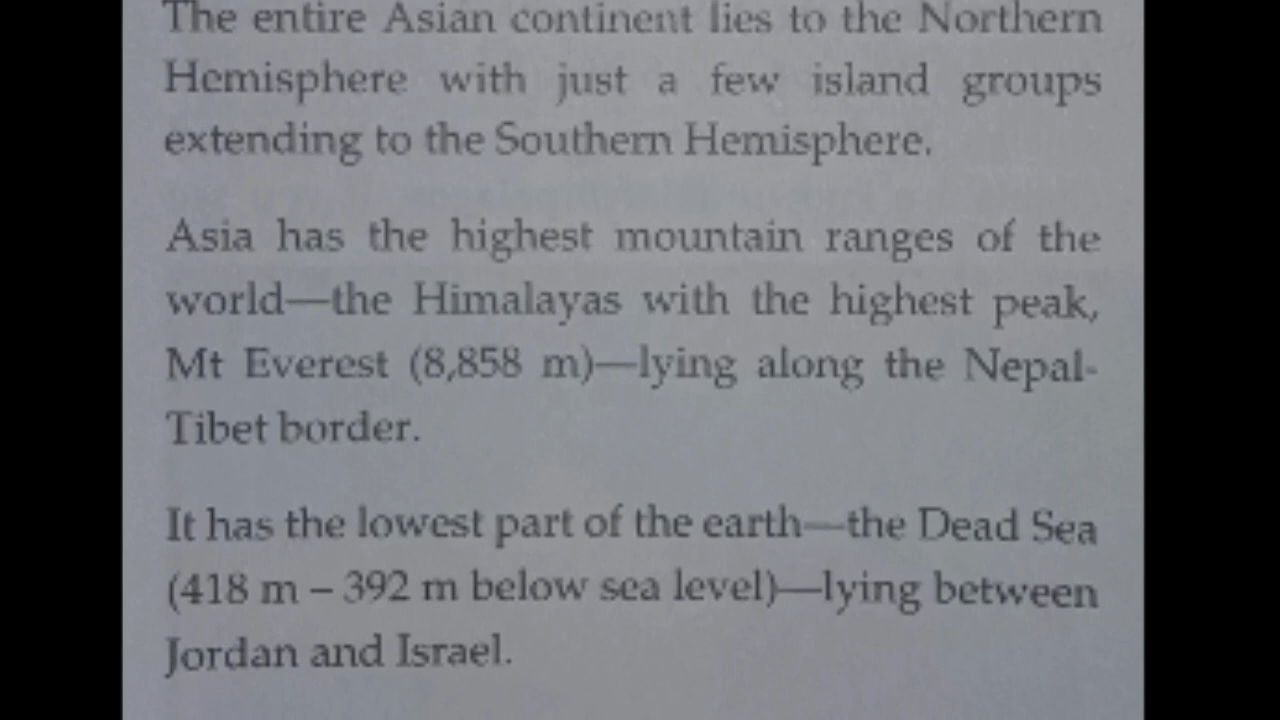 The entire Asian continent lies to the Northern
Hemisphere with just a few island groups
extending to the Southern Hemisphere.
Asia has the highest mountain ranges of the
world—the Himalayas with the highest peak,
Mt Everest (8,858 m)—lying along the Nepal-
Tibet border.
It has the lowest part of the earth—the Dead Sea
(418 m – 392 m below sea level)—lying between
Jordan and Israel.